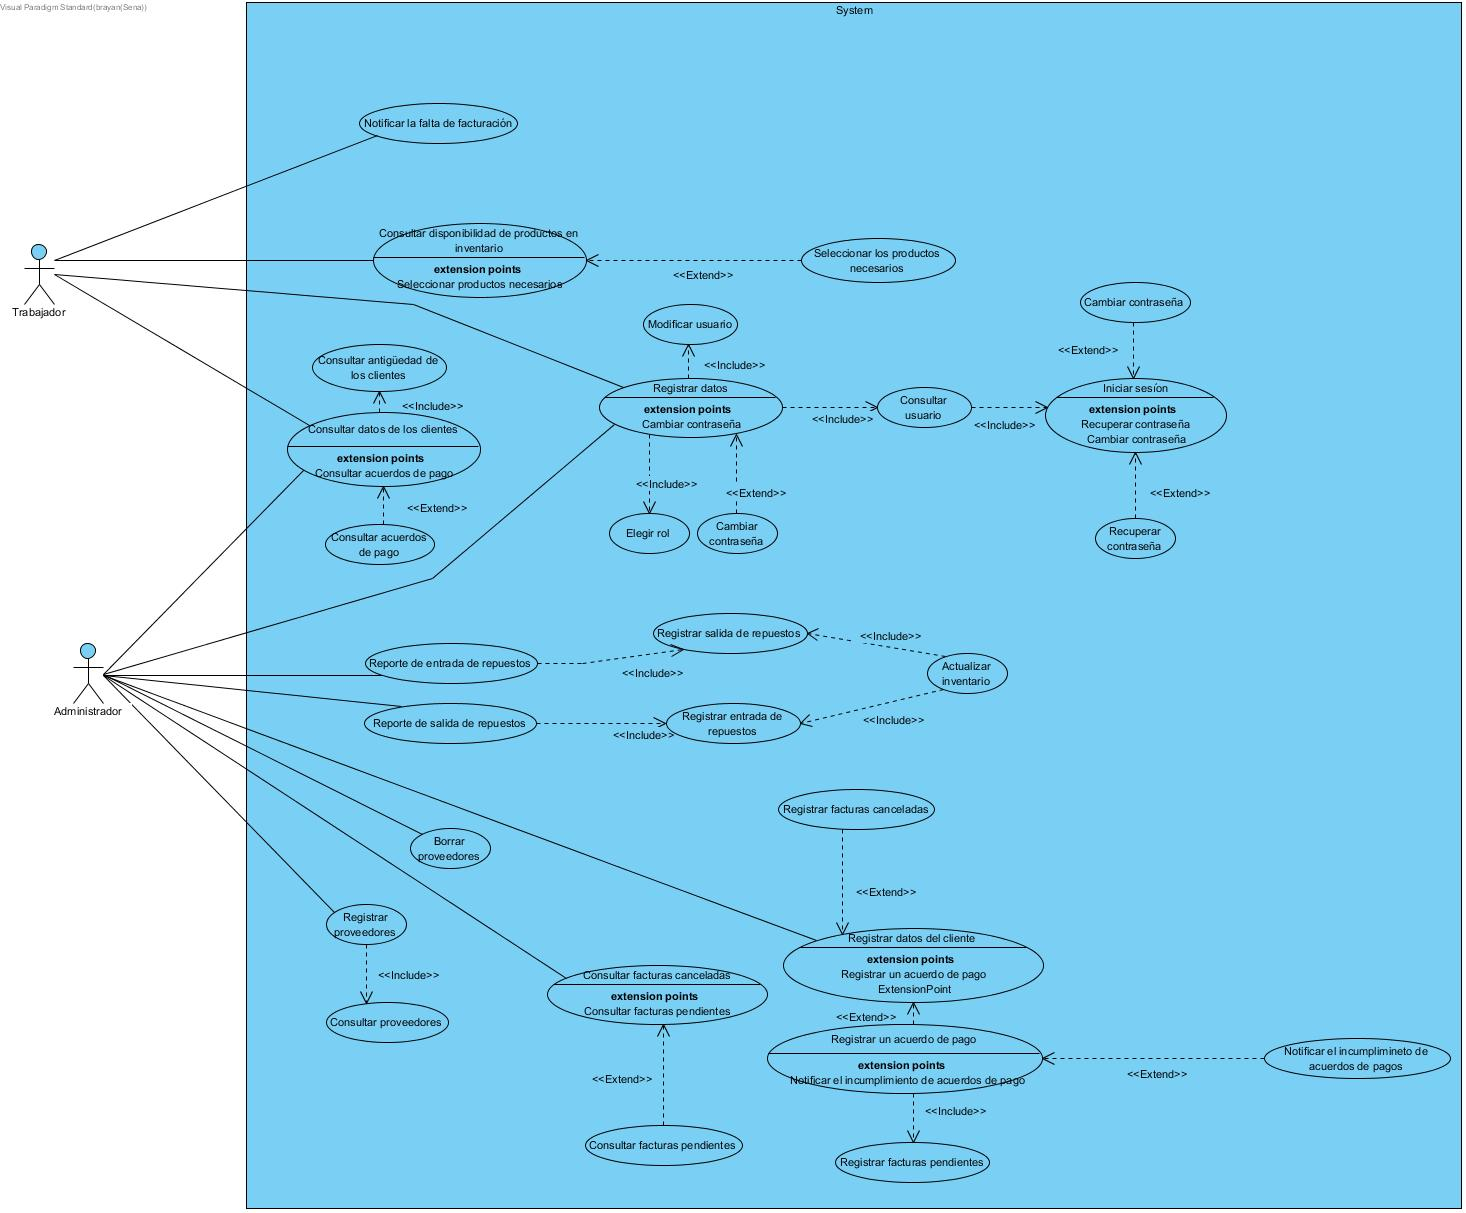 Visual Paradigm Standard(brayan(Sena))
System
Notificar la falta de facturación
Consultar disponibilidad de productos en
inventario
extension points
Seleccionar productos necesarios
<<Extend>>
Seleccionar los productos
necesarios
Trabajador
Cambiar contraseña
<<Extend>>
Modificar usuario
<<Include>>
Consultar antigüedad de
los clientes
<<Include>>
Registrar datos
extension points
Cambiar contraseña
<<Include>>
Consultar
usuario
<<Include>>
Iniciar sesión
extension points
Recuperar contraseña
Cambiar contraseña
Consultar datos de los clientes
extension points
Consultar acuerdos de pago
<<Extend>>
Consultar acuerdos
de pago
<<Include>>
<<Extend>>
<<Extend>>
Elegir rol
Cambiar
contraseña
Recuperar
contraseña
Registrar salida de repuestos
<<Include>>
Reporte de entrada de repuestos
<<Include>>
Actualizar
inventario
Administrador
Reporte de salida de repuestos
<<Include>>
Registrar entrada de
repuestos
<<Include>>
Registrar facturas canceladas
<<Extend>>
Borrar
proveedores
Registrar
proveedores
<<Include>>
Consultar proveedores
Registrar datos del cliente
extension points
Registrar un acuerdo de pago
ExtensionPoint
<<Extend>>
Consultar facturas canceladas
extension points
Consultar facturas pendientes
<<Extend>>
Consultar facturas pendientes
Registrar un acuerdo de pago
extension points
Notificar el incumplimiento de acuerdos de pago
<<Extend>>
Notificar el incumplimineto de
acuerdos de pagos
<<Include>>
Registrar facturas pendientes